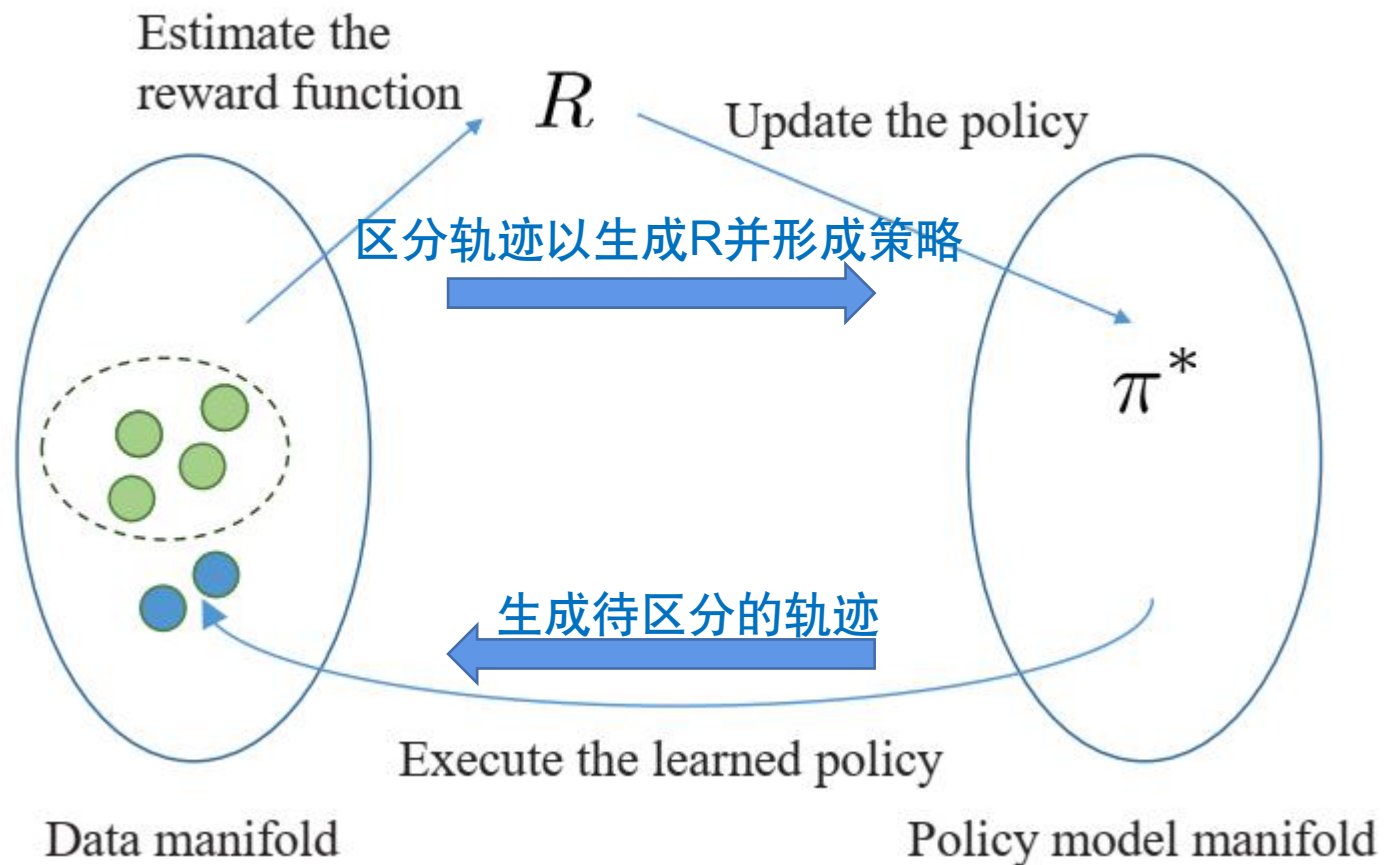 Estimate the
reward function
R
Update the policy
区分轨迹以生成R并形成策略
π*
生成待区分的轨迹
Execute the learned policy
Data manifold
Policy model manifold